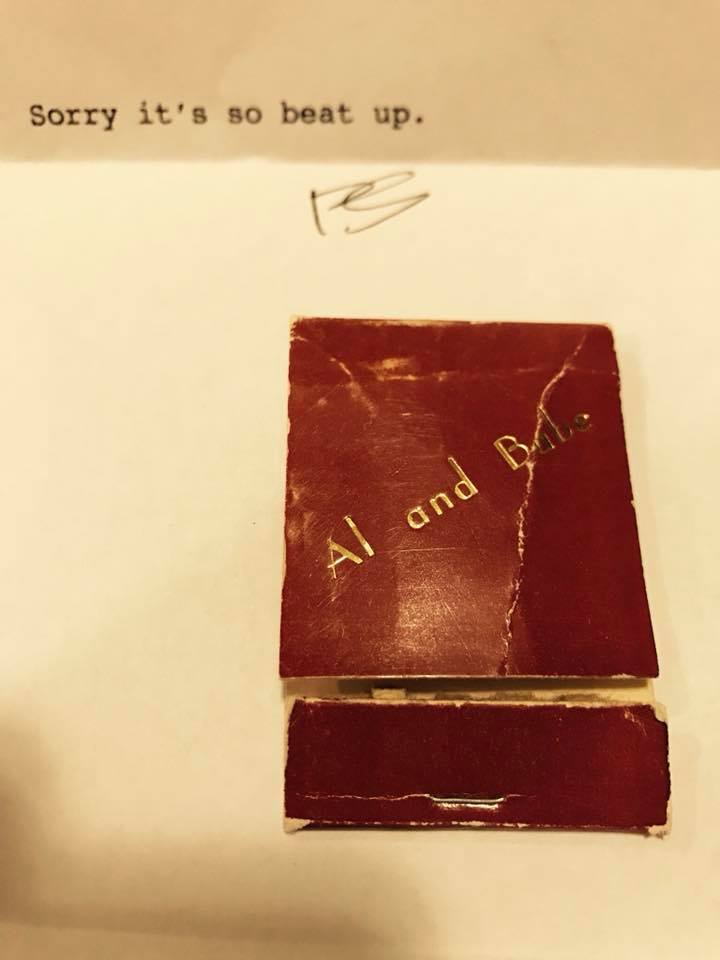 Sorry it's so beat up.
Al and Babe